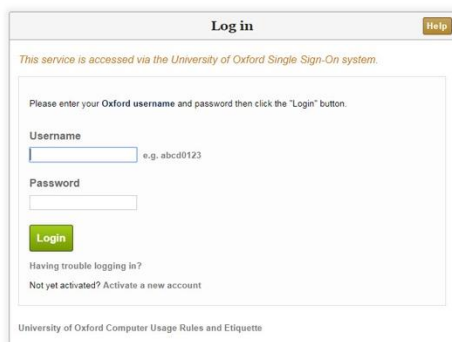 Log in
Help
This service is accessed via the University of Oxford Single Sign-On system.
Please enter your Oxford username and password then click the "Login" button.
Username
e.g. abcd0123
Password
Login
Having trouble logging in?
Not yet activated? Activate a new account
University of Oxford Computer Usage Rules and Etiquette